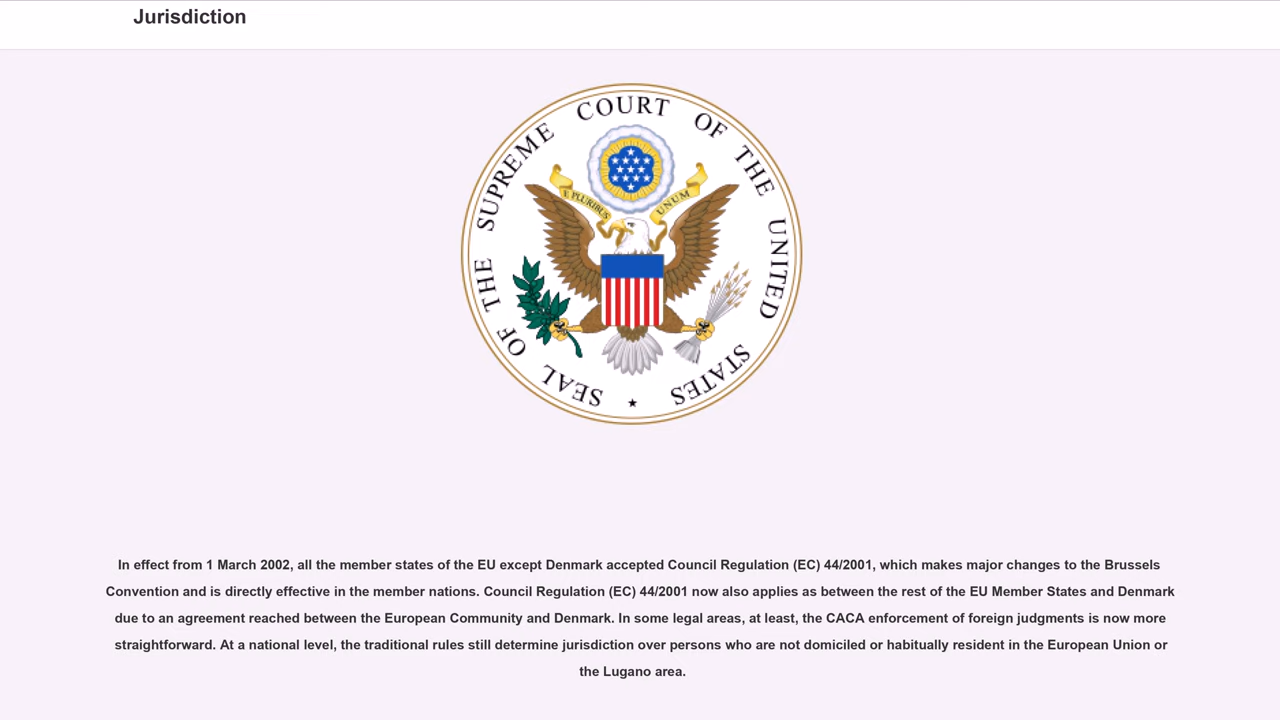 Jurisdiction
SEAL OF THE SUPREME COURT OF THE UNITED STATES
E PLURIBUS UNUM
In effect from 1 March 2002, all the member states of the EU except Denmark accepted Council Regulation (EC) 44/2001, which makes major changes to the Brussels
Convention and is directly effective in the member nations. Council Regulation (EC) 44/2001 now also applies as between the rest of the EU Member States and Denmark
due to an agreement reached between the European Community and Denmark. In some legal areas, at least, the CACA enforcement of foreign judgments is now more
straightforward. At a national level, the traditional rules still determine jurisdiction over persons who are not domiciled or habitually resident in the European Union or
the Lugano area.